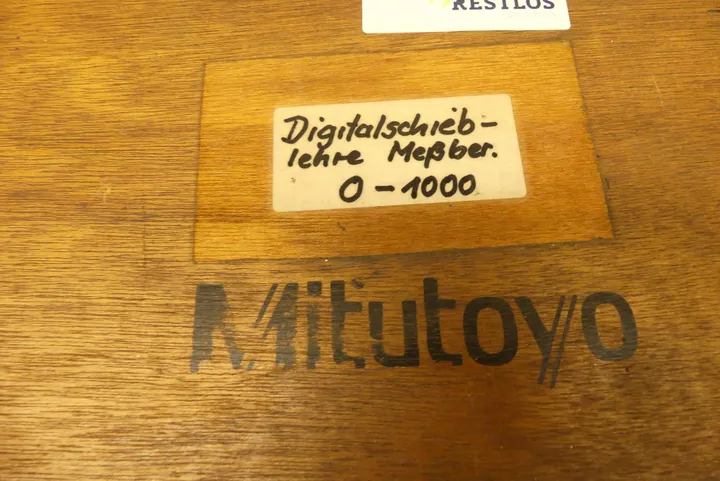 RESTLOS
Digitalschieb-
lehre Meßber.
0-1000
Mitutoyo